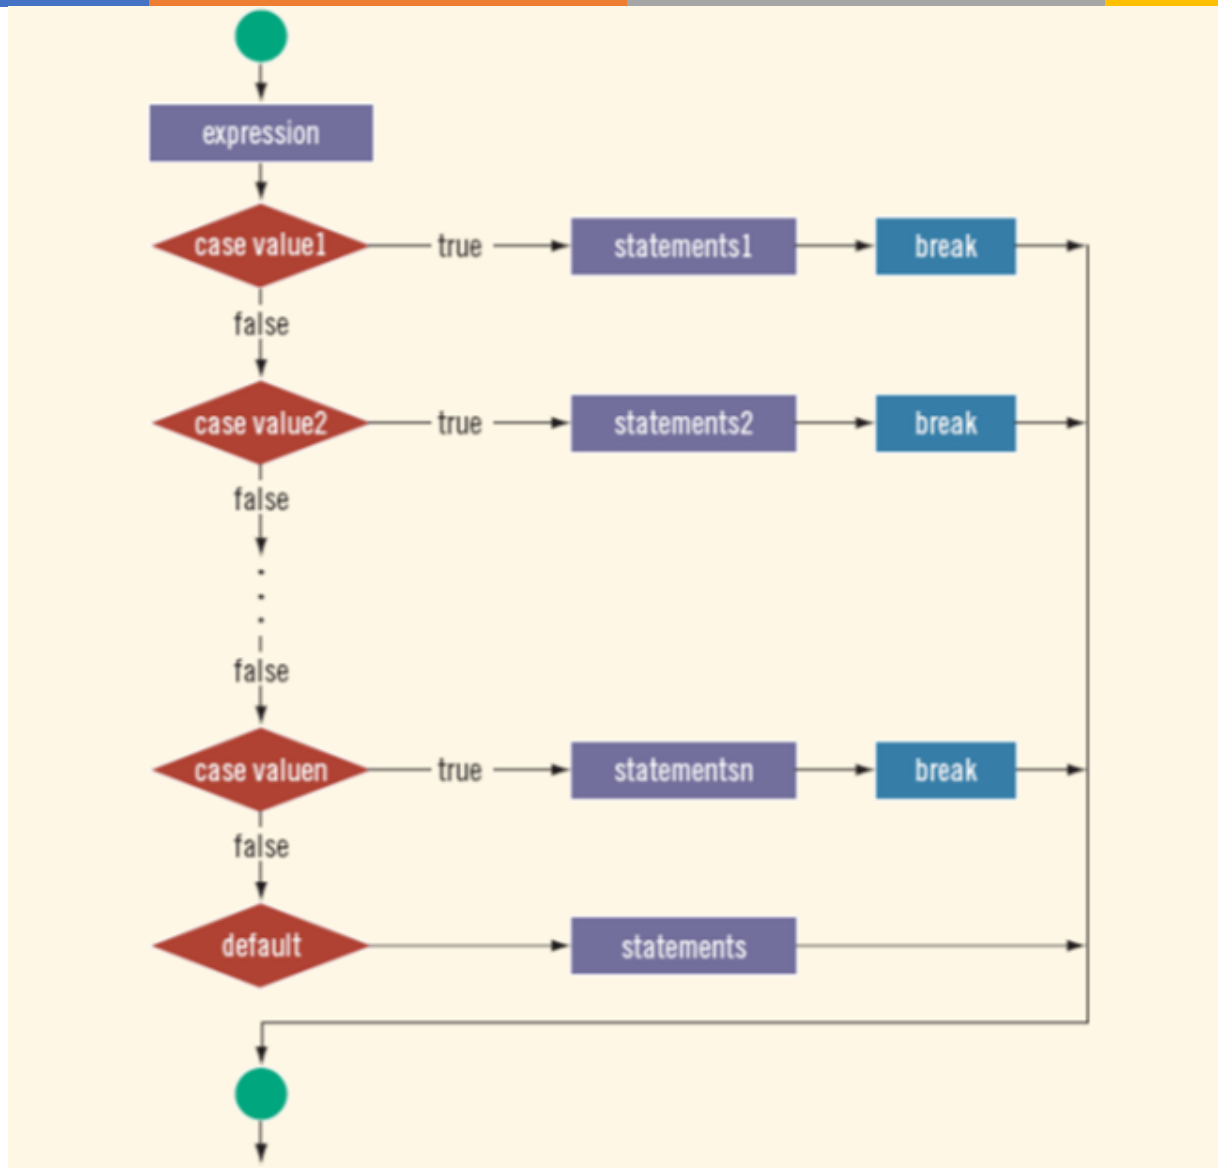 expression
case value1
true
statements1
break
false
case value2
true
statements2
break
false
.
.
.
false
case valuen
true
statementsn
break
false
default
statements